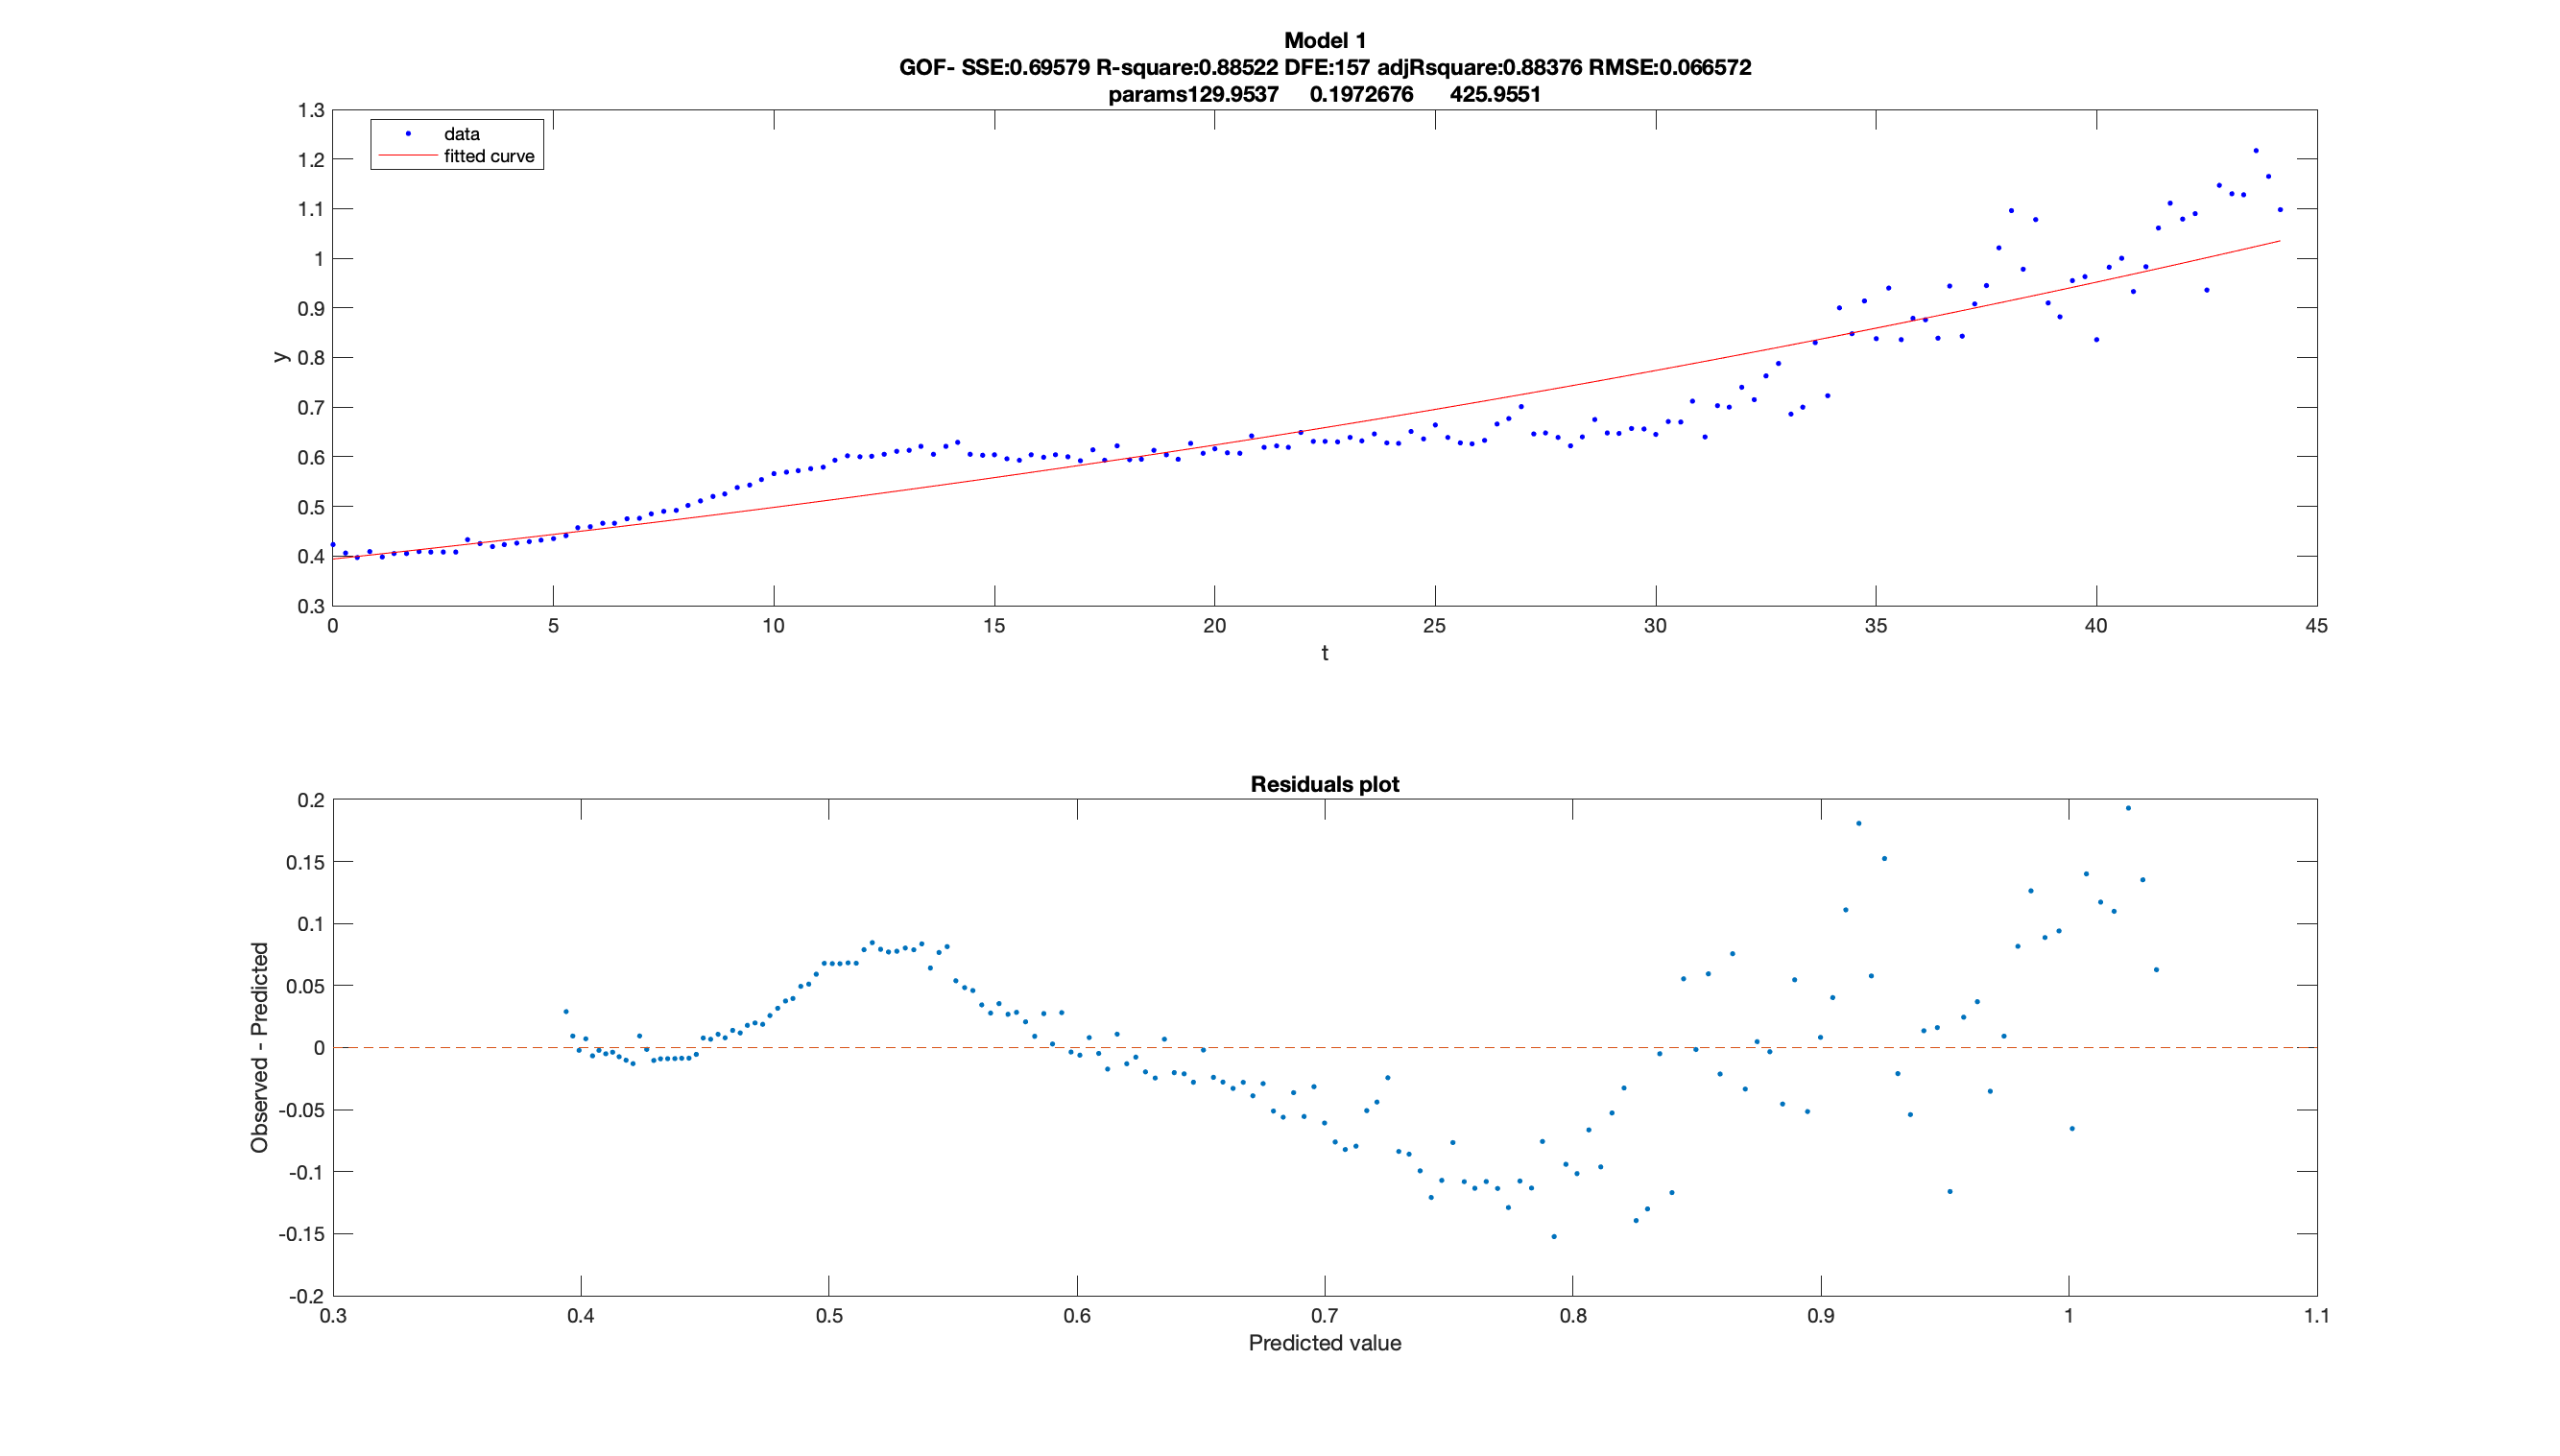 Model 1
GOF- SSE:0.69579 R-square:0.88522 DFE:157 adjRsquare:0.88376 RMSE:0.066572
params129.9537 0.1972676 425.9551
1.3
1.2
1.1
1
0.9
0.8
0.7
0.6
0.5
0.4
0.3
y
data
fitted curve
0 5 10 15 20 25 30 35 40 45
t
Residuals plot
0.2
0.15
0.1
0.05
0
-0.05
-0.1
-0.15
-0.2
Observed - Predicted
0.3 0.4 0.5 0.6 0.7 0.8 0.9 1 1.1
Predicted value